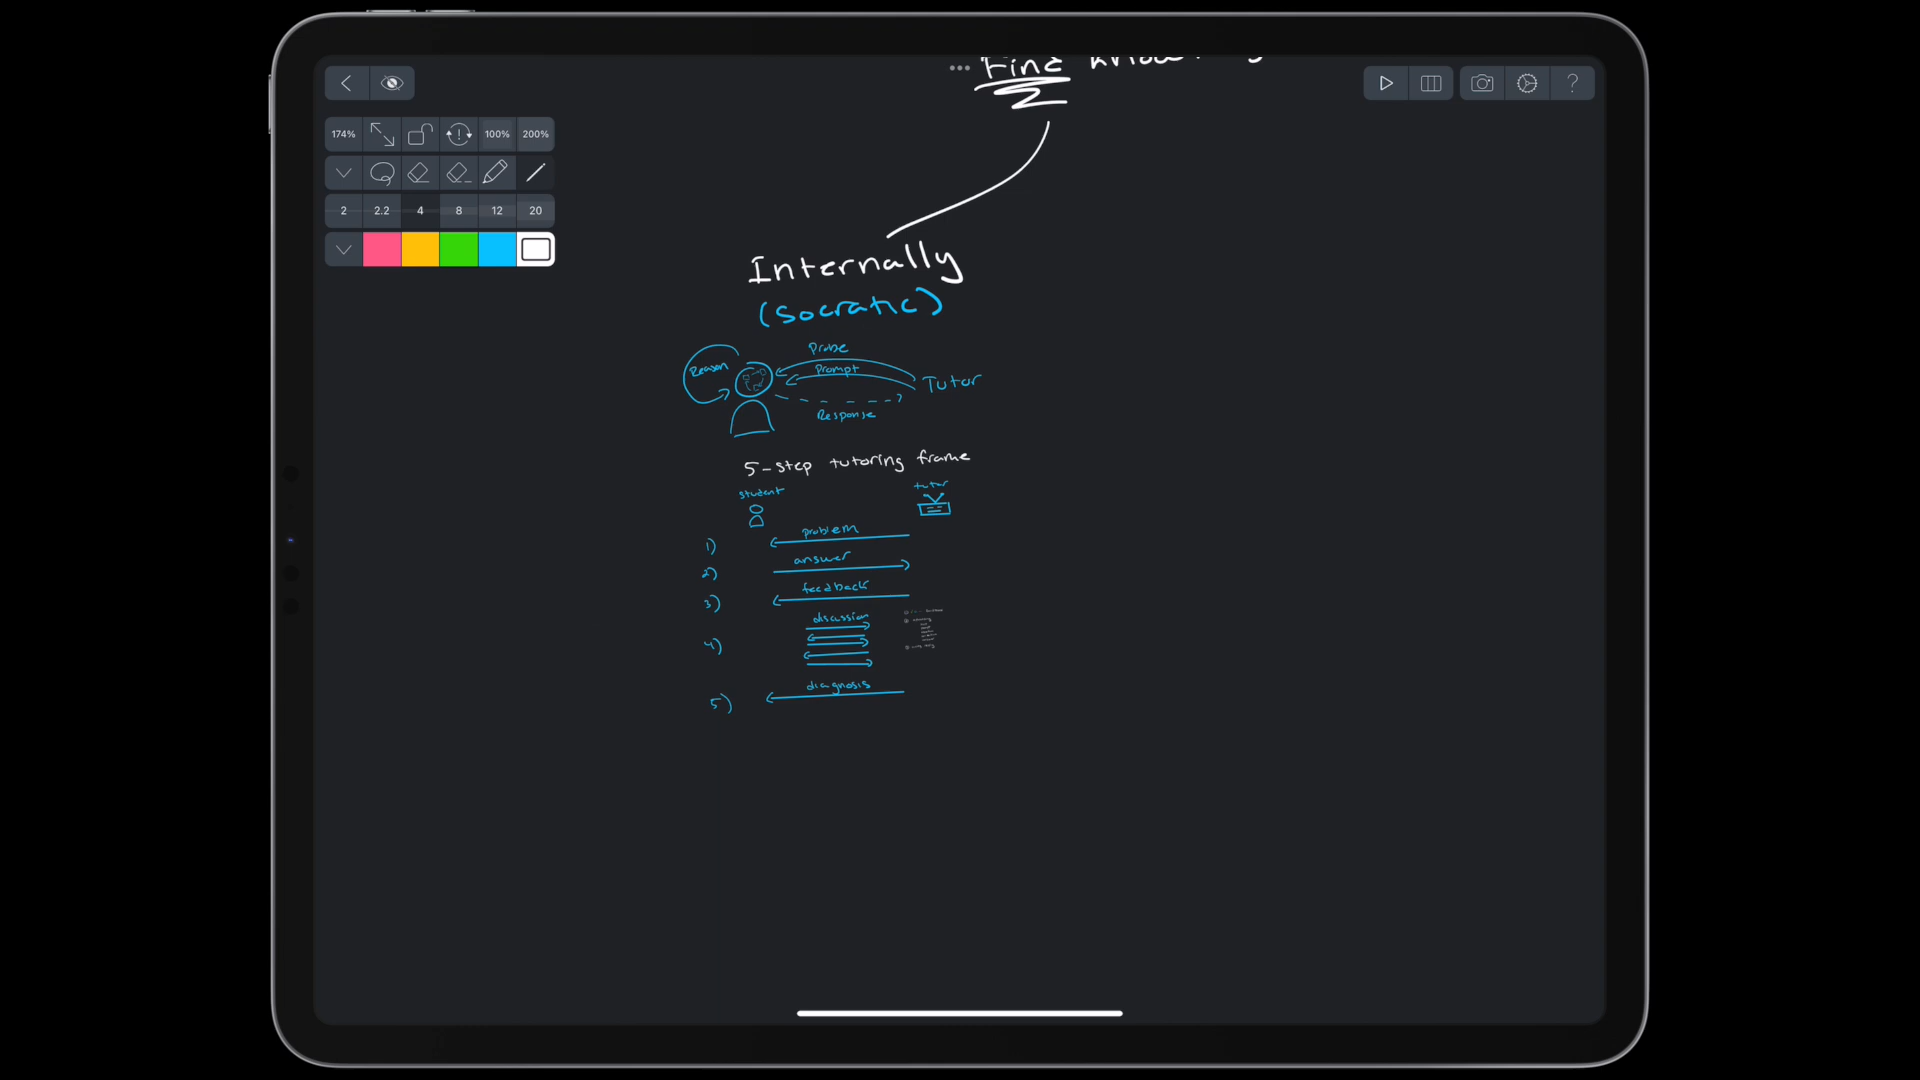 Find
174%
100%
200%
2
2.2
4
8
12
20
?
Internally
(Socratic)
Probe
Reason
Prompt
Tutor
Response
5-step tutoring frame
student
tutor
1)
problem
2)
answer
3)
feedback
4)
discussion
5)
diagnosis